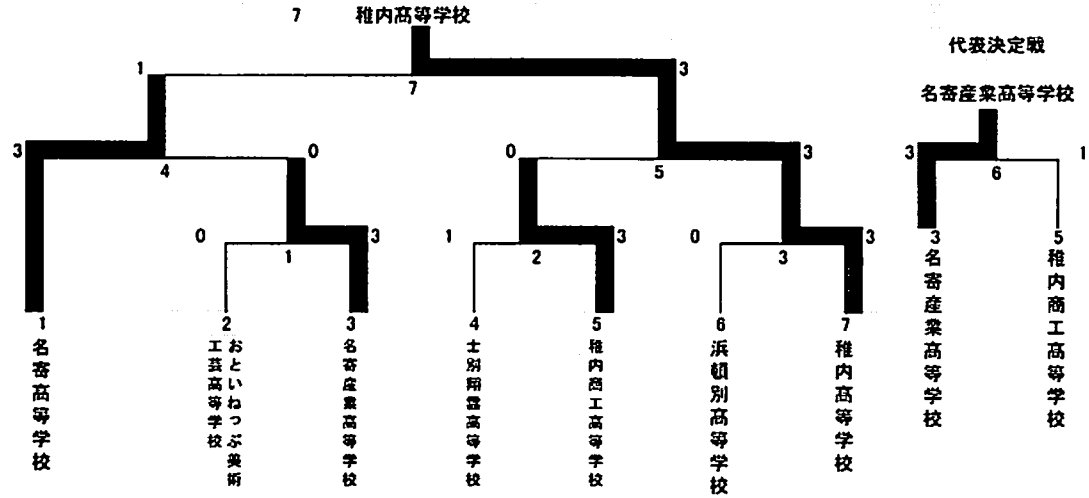 7 稚内高等学校
代表決定戦
1
3
7
名寄産業高等学校
3
0
0
3
3
1
4
5
6
0
3
1
3
0
3
1
2
3
3
5
1
2
3
4
5
6
7
名寄高等学校
おといねっぷ美術
工芸高等学校
名寄産業高等学校
士別翔雲高等学校
稚内商工高等学校
浜頓別高等学校
稚内高等学校
名寄産業高等学校
稚内商工高等学校